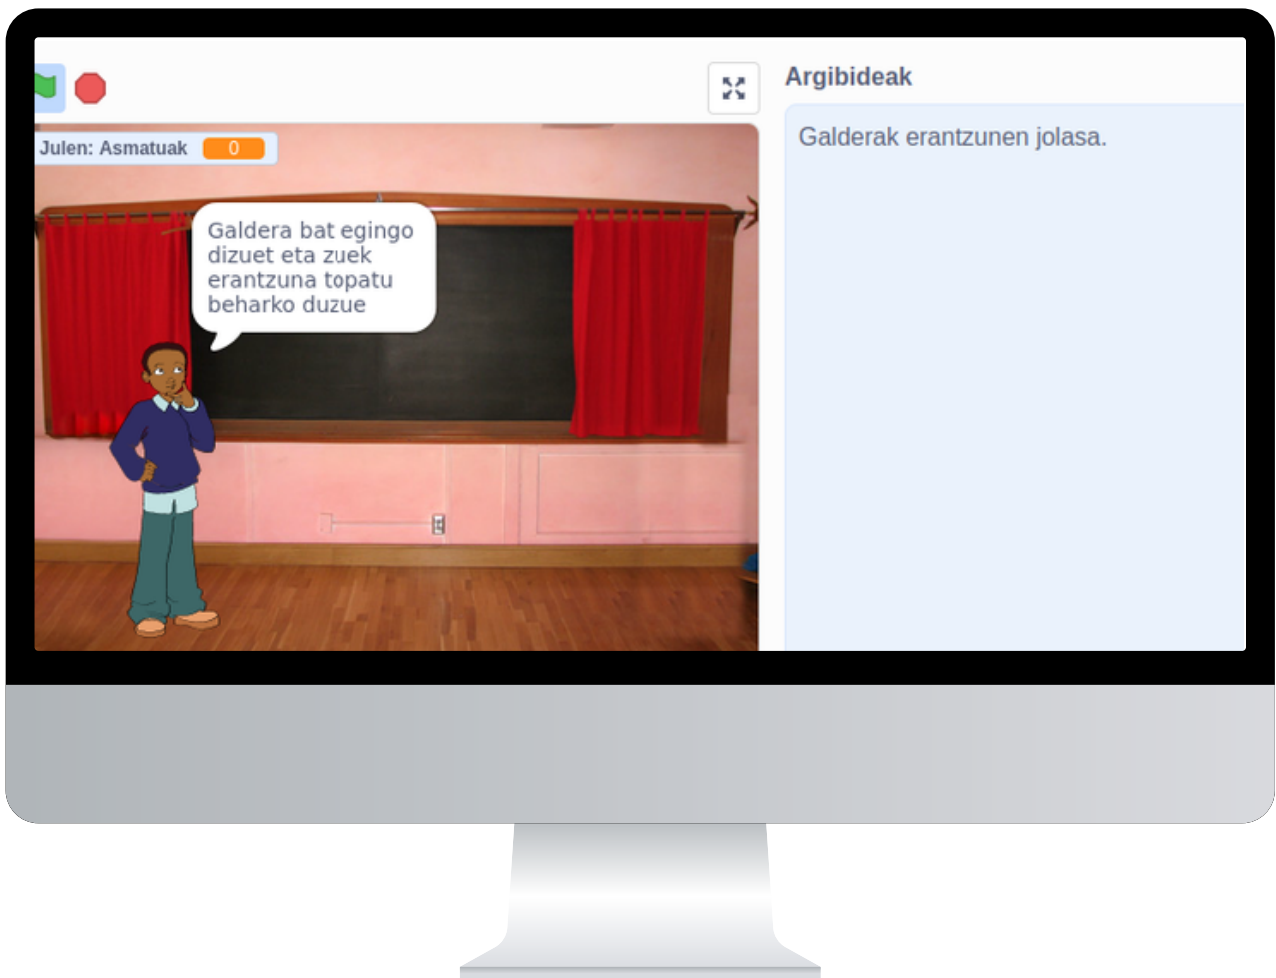 Argibideak
Galderak erantzunen jolasa.
Julen: Asmatuak 0
Galdera bat egingo
dizuet eta zuek
erantzuna topatu
beharko duzue